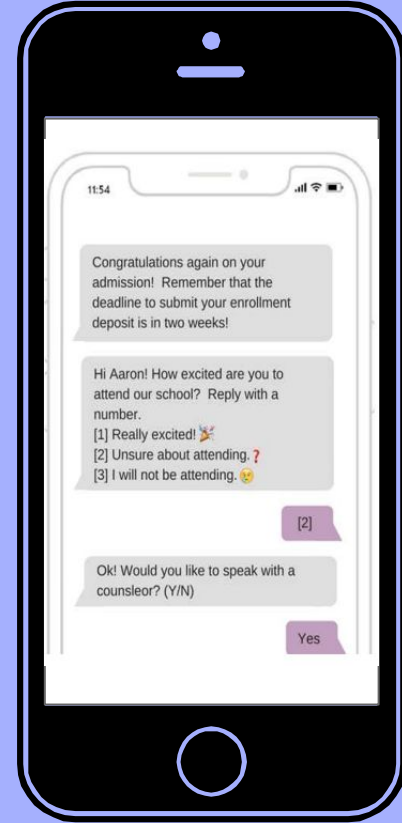 11:54
Congratulations again on your
admission! Remember that the
deadline to submit your enrollment
deposit is in two weeks!
Hi Aaron! How excited are you to
attend our school? Reply with a
number.
[1] Really excited! 🎉
[2] Unsure about attending.❓
[3] I will not be attending. 😢
[2]
Ok! Would you like to speak with a
counsleor? (Y/N)
Yes